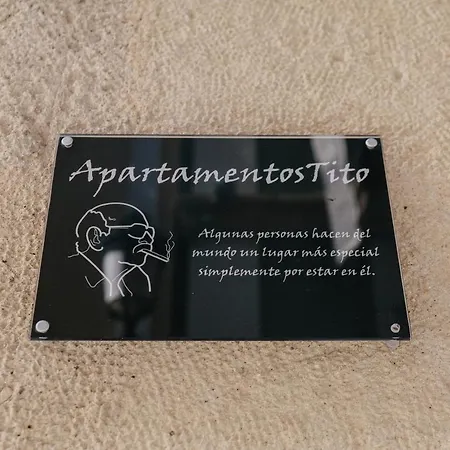 ApartamentosTito
Algunas personas hacen del
mundo un lugar más especial
simplemente por estar en él.